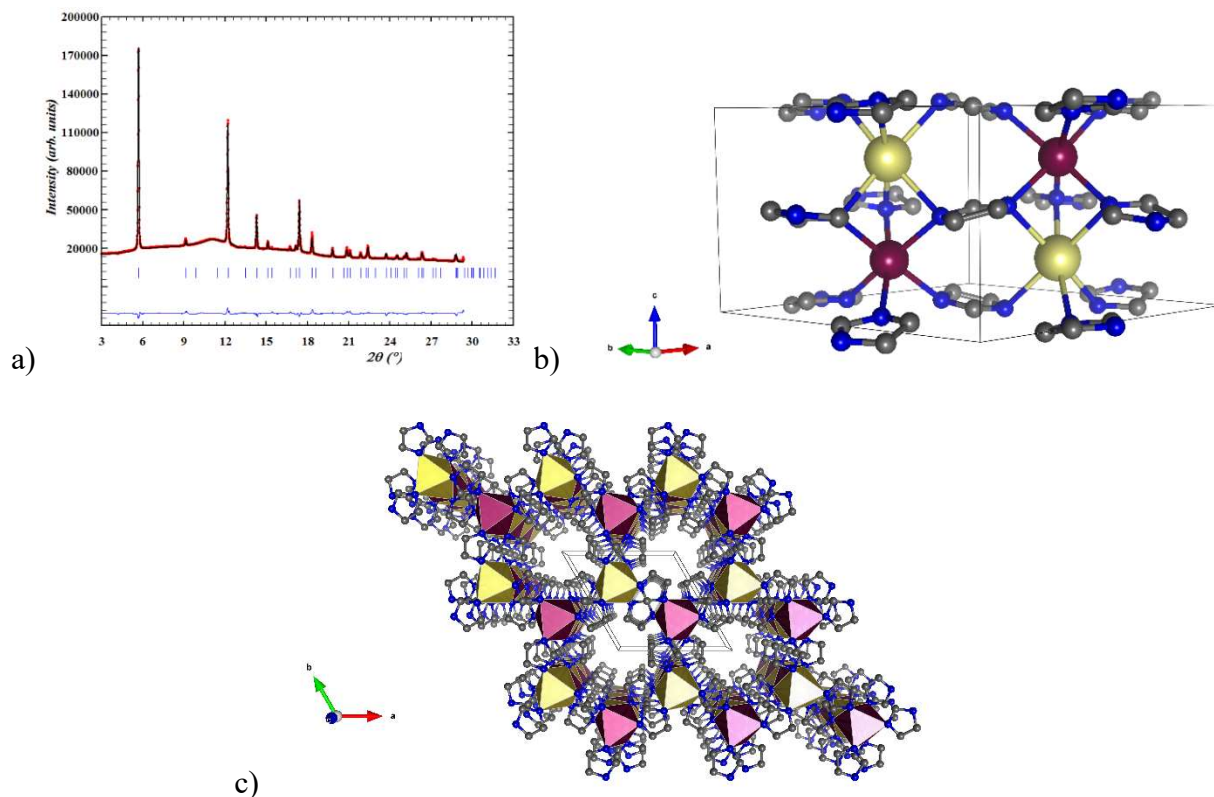 200000
170000
140000
110000
80000
50000
20000
Intensity (arb. units)
3 6 9 12 15 18 21 24 27 30 33
2θ (°)
a)
c
b
a
b)
b
a
c)